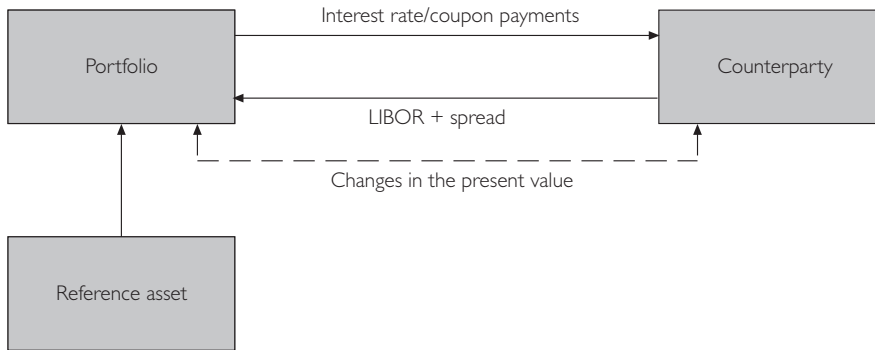 Interest rate/coupon payments
Portfolio
Counterparty
LIBOR + spread
Changes in the present value
Reference asset